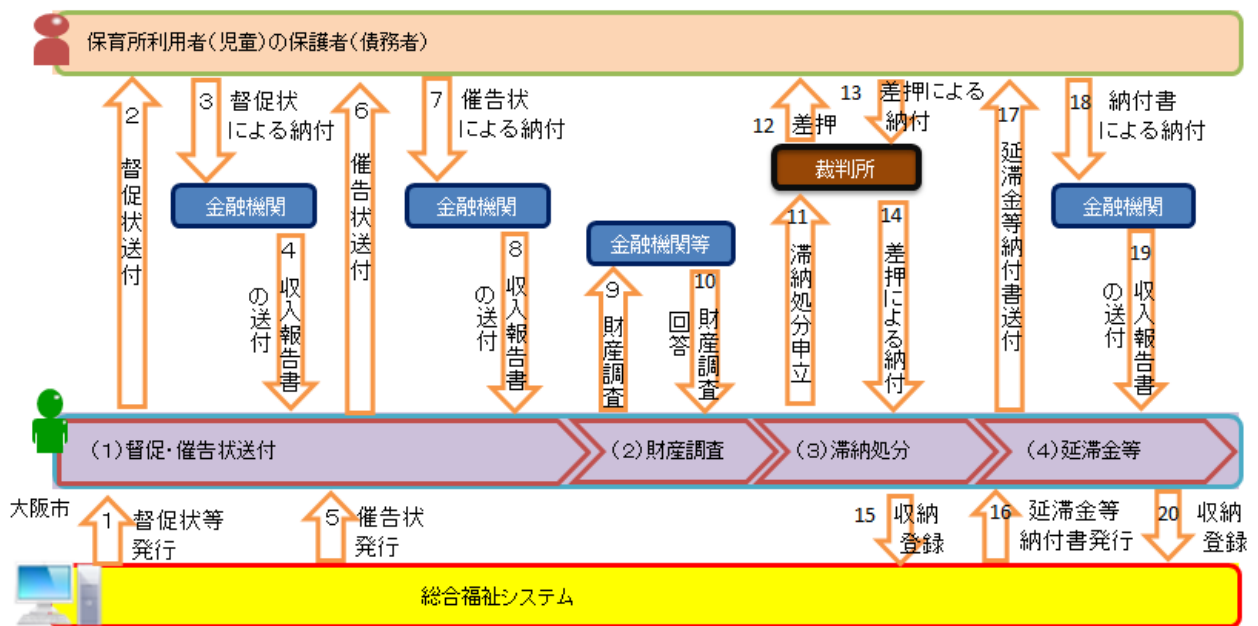 保育所利用者(児童)の保護者(債務者)
2 督促状送付
3 督促状
による納付
金融機関
4 収入報告書
の送付
6 催告状送付
7 催告状
による納付
金融機関
8 収入報告書
の送付
金融機関等
9 財産調査
10 財産調査
回答
12 差押
13 差押による
納付
裁判所
11 滞納処分申立
14 差押による納付
17 延滞金等納付書送付
18 納付書
による納付
金融機関
19 収入報告書
の送付
(1)督促・催告状送付
(2)財産調査
(3)滞納処分
(4)延滞金等
大阪市
1 督促状等
発行
5 催告状
発行
15 収納
登録
16 延滞金等
納付書発行
20 収納
登録
総合福祉システム